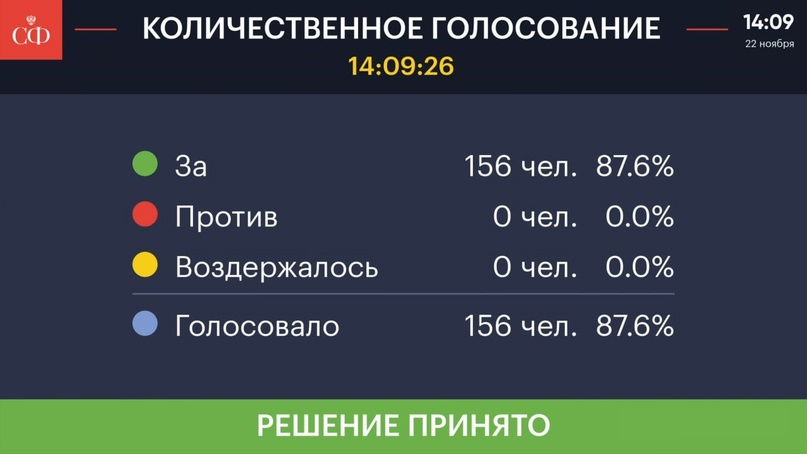 СФ
КОЛИЧЕСТВЕННОЕ ГОЛОСОВАНИЕ
14:09
22 ноября
14:09:26
За 156 чел. 87.6%
Против 0 чел. 0.0%
Воздержалось 0 чел. 0.0%
Голосовало 156 чел. 87.6%
РЕШЕНИЕ ПРИНЯТО